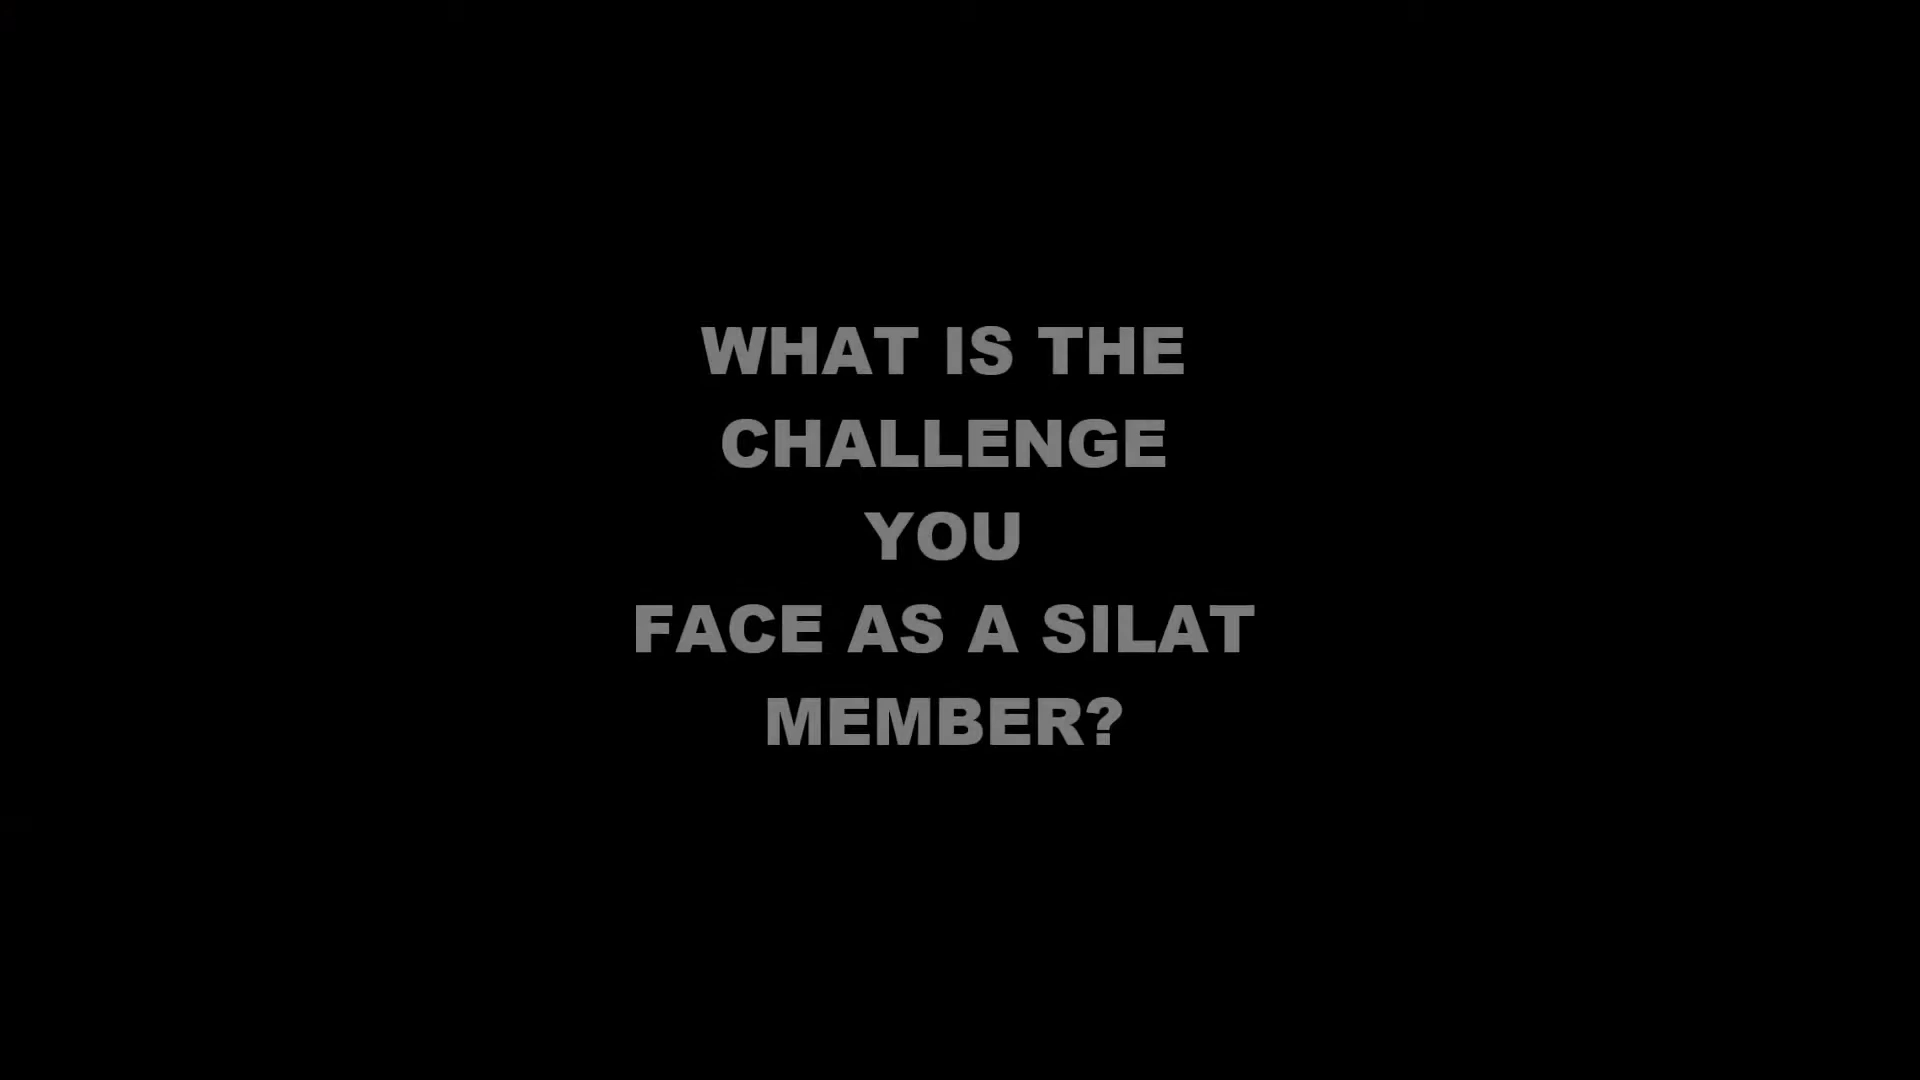 WHAT IS THE
CHALLENGE
YOU
FACE AS A SILAT
MEMBER?